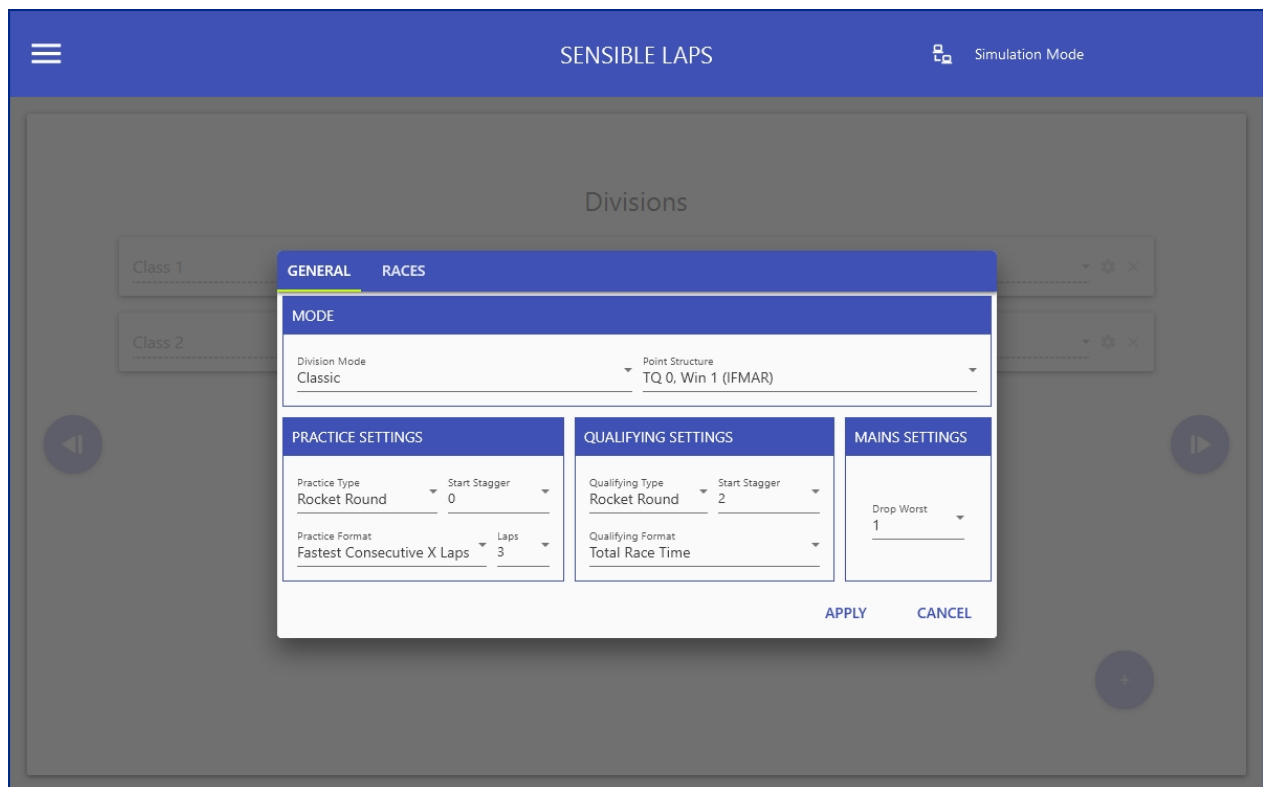 SENSIBLE LAPS
Simulation Mode
Divisions
Class 1
Class 2
GENERAL RACES
MODE
Division Mode
Classic
Point Structure
TQ 0, Win 1 (IFMAR)
PRACTICE SETTINGS
Practice Type
Rocket Round
Start Stagger
0
Practice Format
Fastest Consecutive X Laps
Laps
3
QUALIFYING SETTINGS
Qualifying Type
Rocket Round
Start Stagger
2
Qualifying Format
Total Race Time
MAINS SETTINGS
Drop Worst
1
APPLY CANCEL